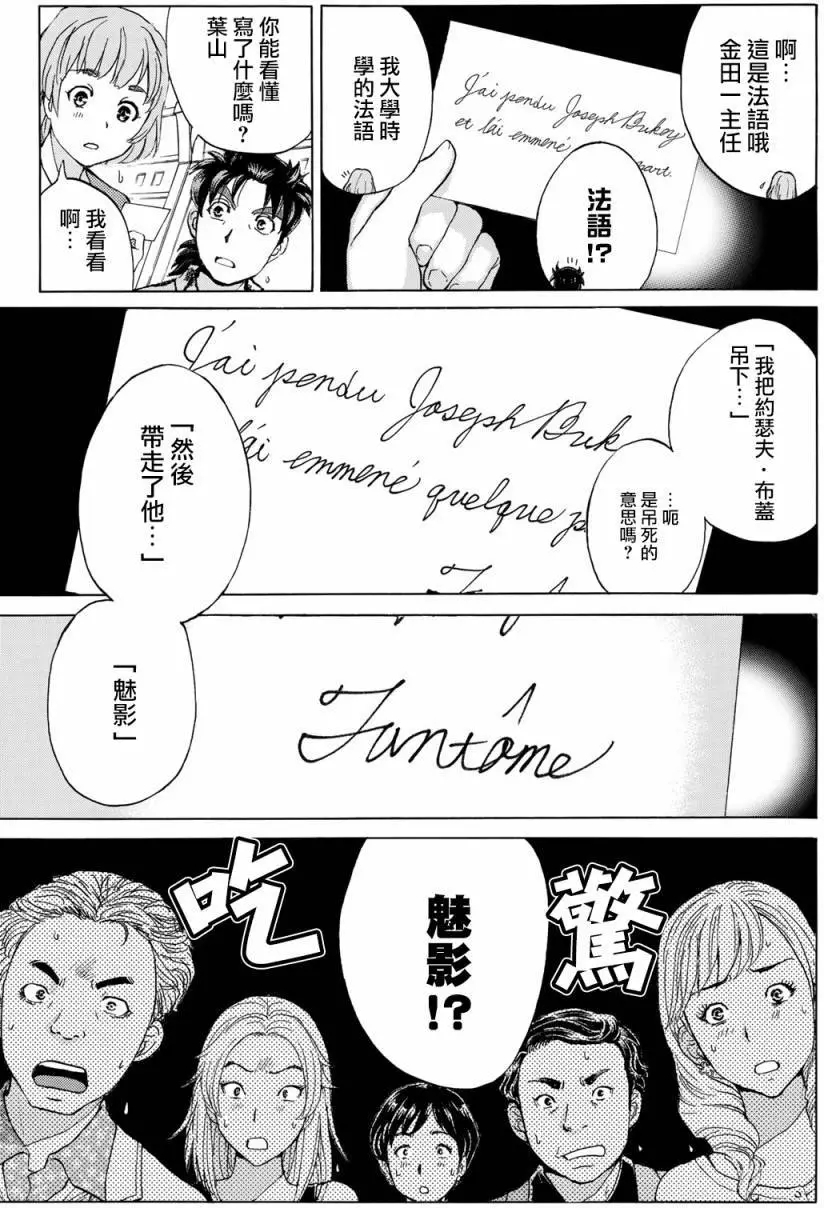 啊…
這是法語哦
金田一主任
J'ai pendu Joseph Bukey
et lái emmené
part.
法語!?
我大學時
學的法語
你能看懂
寫了什麼嗎？
葉山
我看看
啊…
「我把約瑟夫・布蓋
吊下…」
…呃
是吊死的
意思嗎？
J'ai pendu Joseph Buk
lái emmené quelque p
Fantôme
「然後
帶走了他…」
Fantôme
「魅影」
魅影!?
吃驚